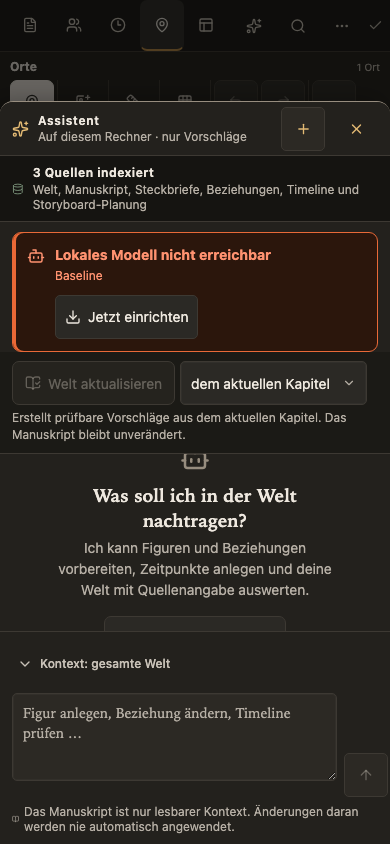 Orte
1 Ort
Assistent
Auf diesem Rechner · nur Vorschläge
3 Quellen indexiert
Welt, Manuskript, Steckbriefe, Beziehungen, Timeline und
Storyboard-Planung
Lokales Modell nicht erreichbar
Baseline
Jetzt einrichten
Welt aktualisieren
dem aktuellen Kapitel
Erstellt prüfbare Vorschläge aus dem aktuellen Kapitel. Das
Manuskript bleibt unverändert.
Was soll ich in der Welt
nachtragen?
Ich kann Figuren und Beziehungen
vorbereiten, Zeitpunkte anlegen und deine
Welt mit Quellenangabe auswerten.
Kontext: gesamte Welt
Figur anlegen, Beziehung ändern, Timeline
prüfen …
Das Manuskript ist nur lesbarer Kontext. Änderungen daran
werden nie automatisch angewendet.